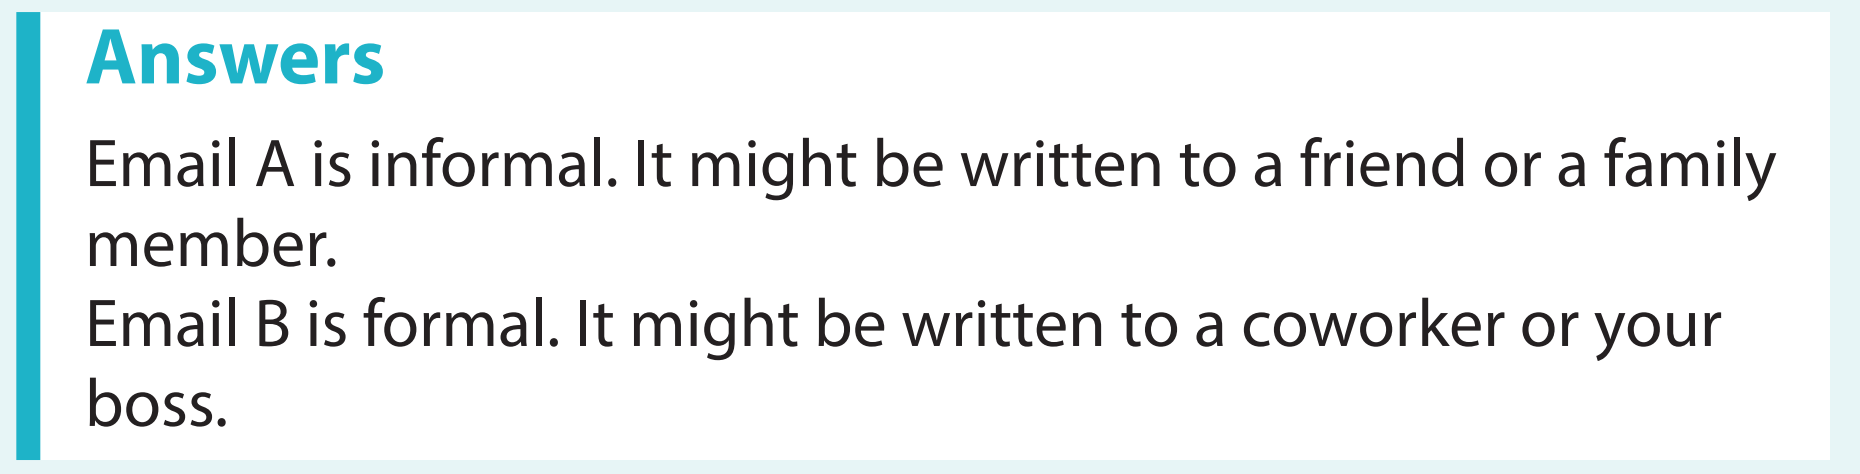 Answers
Email A is informal. It might be written to a friend or a family
member.
Email B is formal. It might be written to a coworker or your
boss.